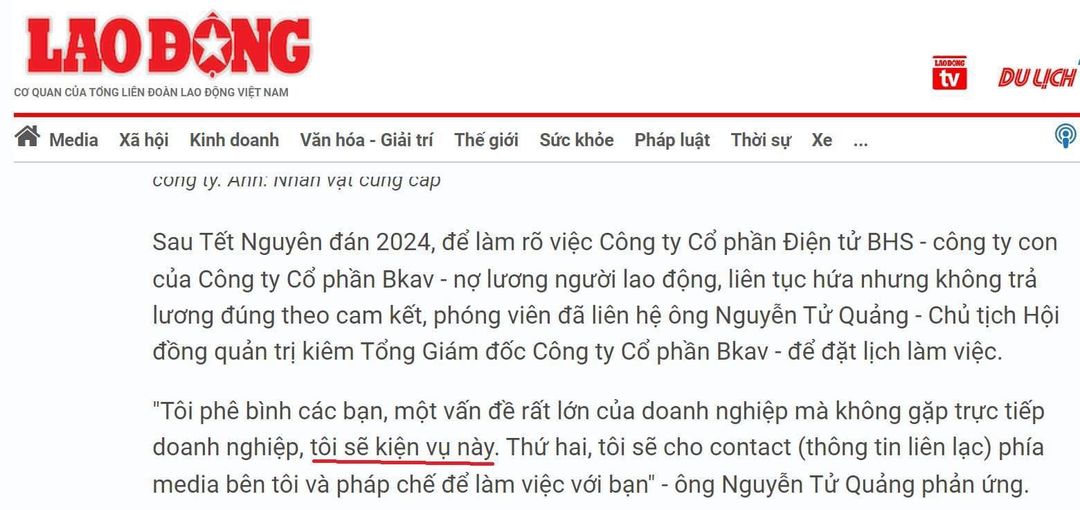 LAO ĐỘNG
CƠ QUAN CỦA TỔNG LIÊN ĐOÀN LAO ĐỘNG VIỆT NAM
LAO ĐỘNG
tv
DU LỊCH
Media Xã hội Kinh doanh Văn hóa - Giải trí Thế giới Sức khỏe Pháp luật Thời sự Xe ...
công ty. Ảnh: Nhân vật cung cấp
Sau Tết Nguyên đán 2024, để làm rõ việc Công ty Cổ phần Điện tử BHS - công ty con
của Công ty Cổ phần Bkav - nợ lương người lao động, liên tục hứa nhưng không trả
lương đúng theo cam kết, phóng viên đã liên hệ ông Nguyễn Tử Quảng - Chủ tịch Hội
đồng quản trị kiêm Tổng Giám đốc Công ty Cổ phần Bkav - để đặt lịch làm việc.
"Tôi phê bình các bạn, một vấn đề rất lớn của doanh nghiệp mà không gặp trực tiếp
doanh nghiệp, tôi sẽ kiện vụ này. Thứ hai, tôi sẽ cho contact (thông tin liên lạc) phía
media bên tôi và pháp chế để làm việc với bạn" - ông Nguyễn Tử Quảng phản ứng.